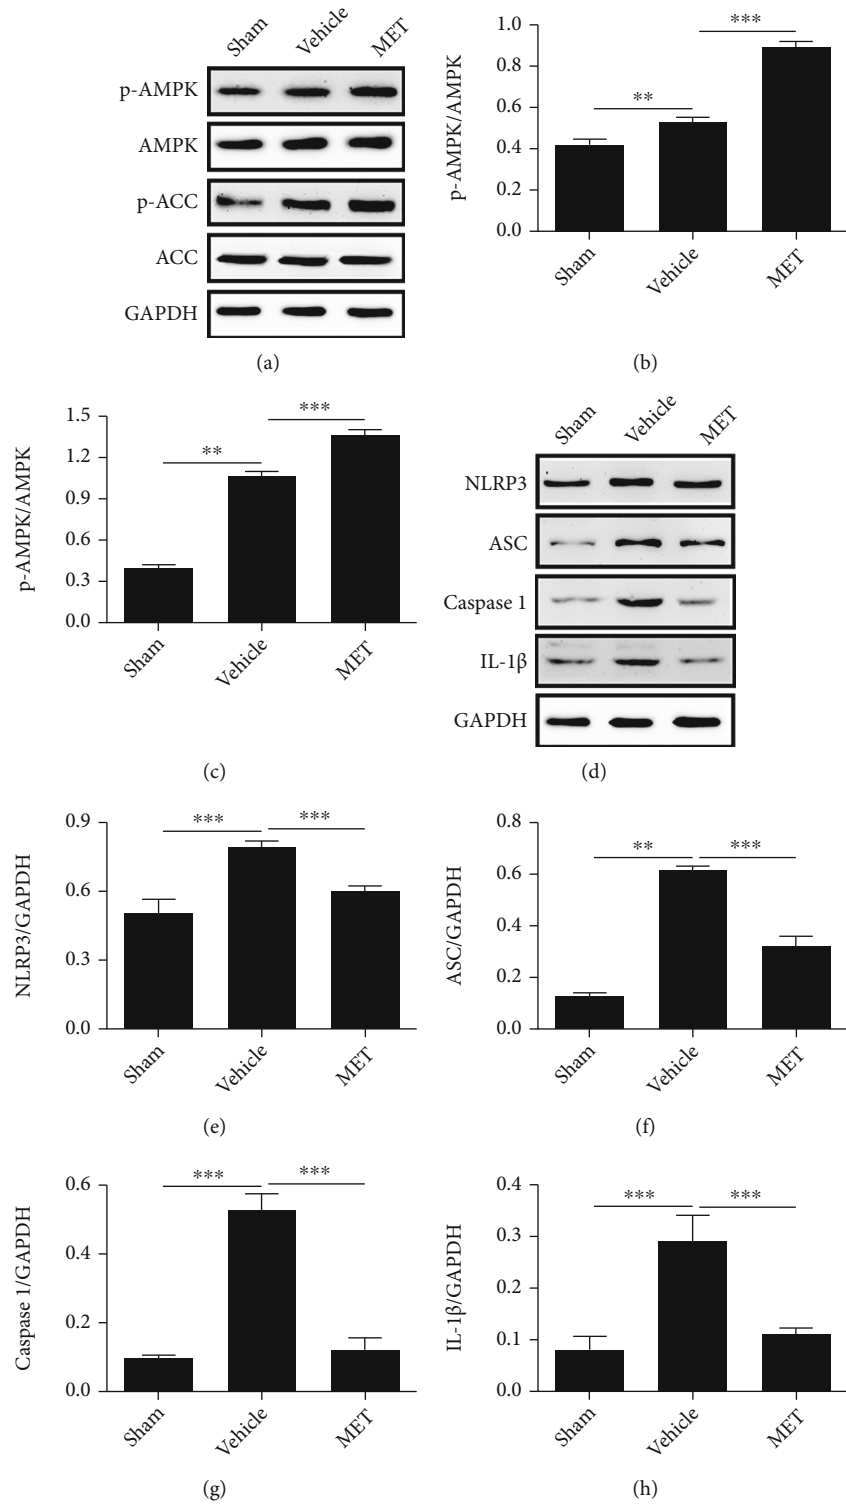 Sham Vehicle MET
p-AMPK
AMPK
p-ACC
ACC
GAPDH
(a)
p-AMPK/AMPK
1.0
0.8
0.6
0.4
0.2
0.0
**
***
Sham Vehicle MET
(b)
p-AMPK/AMPK
1.5
1.2
0.9
0.6
0.3
0.0
**
***
Sham Vehicle MET
(c)
Sham Vehicle MET
NLRP3
ASC
Caspase 1
IL-1β
GAPDH
(d)
NLRP3/GAPDH
0.9
0.6
0.3
0.0
***
***
Sham Vehicle MET
(e)
ASC/GAPDH
0.8
0.6
0.4
0.2
0.0
**
***
Sham Vehicle MET
(f)
Caspase 1/GAPDH
0.6
0.4
0.2
0.0
***
***
Sham Vehicle MET
(g)
IL-1β/GAPDH
0.4
0.3
0.2
0.1
0.0
***
***
Sham Vehicle MET
(h)